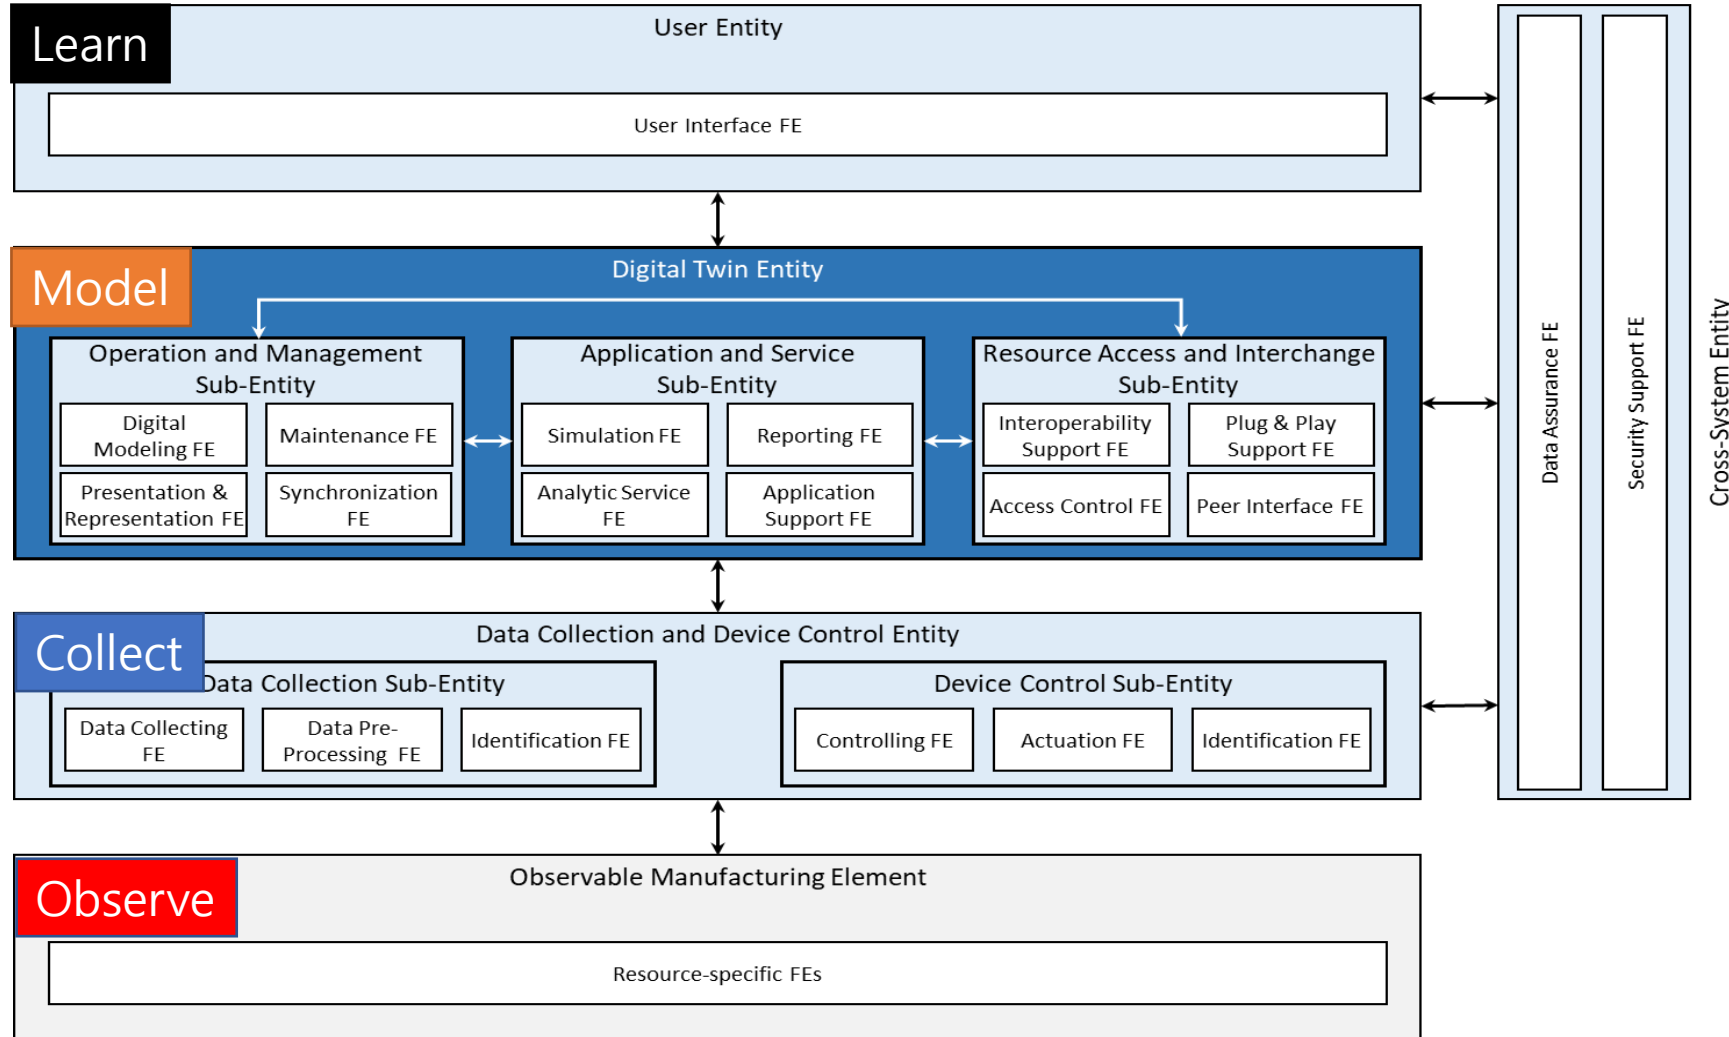 Learn
User Entity
User Interface FE
Model
Digital Twin Entity
Operation and Management
Sub-Entity
Digital
Modeling FE
Maintenance FE
Presentation &
Representation FE
Synchronization
FE
Application and Service
Sub-Entity
Simulation FE
Reporting FE
Analytic Service
FE
Application
Support FE
Resource Access and Interchange
Sub-Entity
Interoperability
Support FE
Plug & Play
Support FE
Access Control FE
Peer Interface FE
Collect
Data Collection and Device Control Entity
Data Collection Sub-Entity
Data Collecting
FE
Data Pre-
Processing FE
Identification FE
Device Control Sub-Entity
Controlling FE
Actuation FE
Identification FE
Observe
Observable Manufacturing Element
Resource-specific FEs
Data Assurance FE
Security Support FE
Cross-System Entity